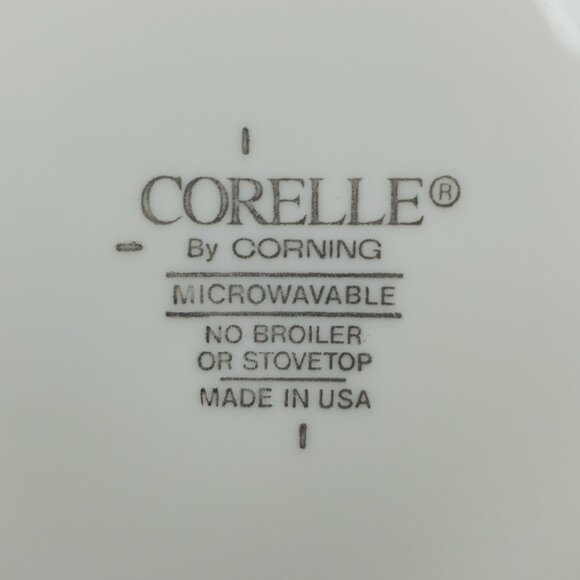 CORELLE®
By CORNING
MICROWAVABLE
NO BROILER
OR STOVETOP
MADE IN USA